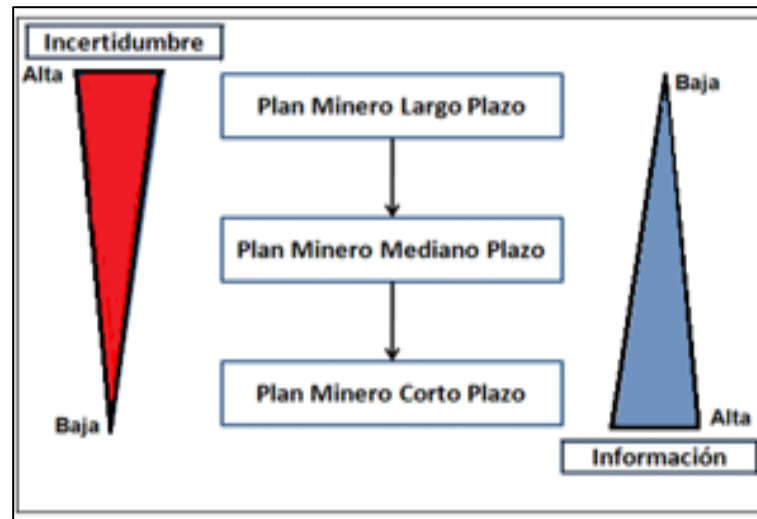 Incertidumbre
Alta
Baja
Plan Minero Largo Plazo
Plan Minero Mediano Plazo
Plan Minero Corto Plazo
Baja
Alta
Información